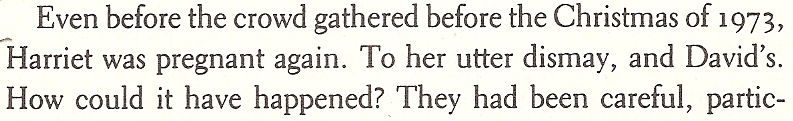 Even before the crowd gathered before the Christmas of 1973,
Harriet was pregnant again. To her utter dismay, and David's.
How could it have happened? They had been careful, partic-